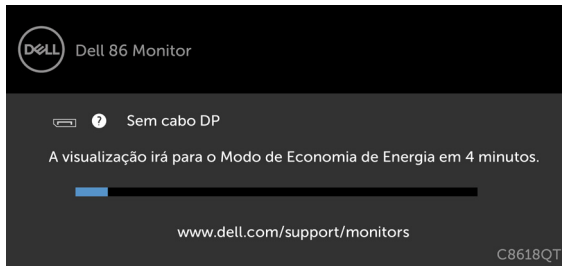 DELL Dell 86 Monitor
? Sem cabo DP
A visualização irá para o Modo de Economia de Energia em 4 minutos.
www.dell.com/support/monitors
C8618QT